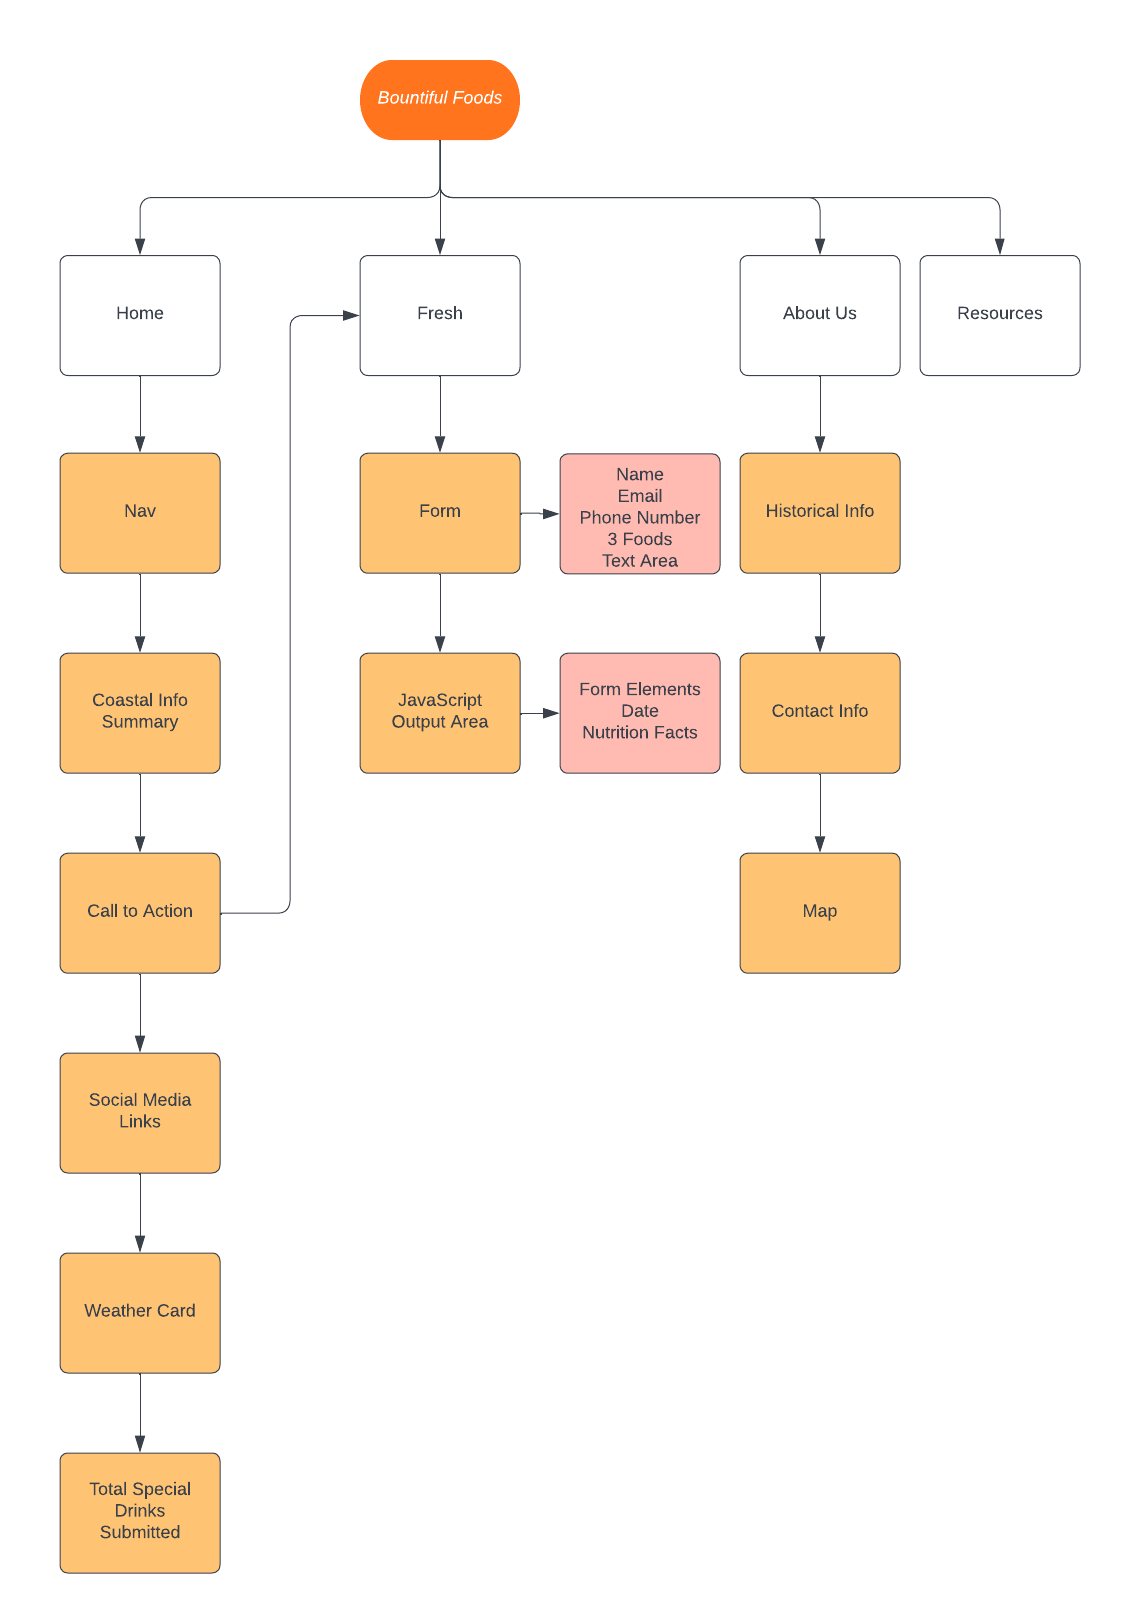 Bountiful Foods
Home
Fresh
About Us
Resources
Nav
Form
Name
Email
Phone Number
3 Foods
Text Area
Historical Info
Coastal Info
Summary
JavaScript
Output Area
Form Elements
Date
Nutrition Facts
Contact Info
Call to Action
Map
Social Media
Links
Weather Card
Total Special
Drinks
Submitted